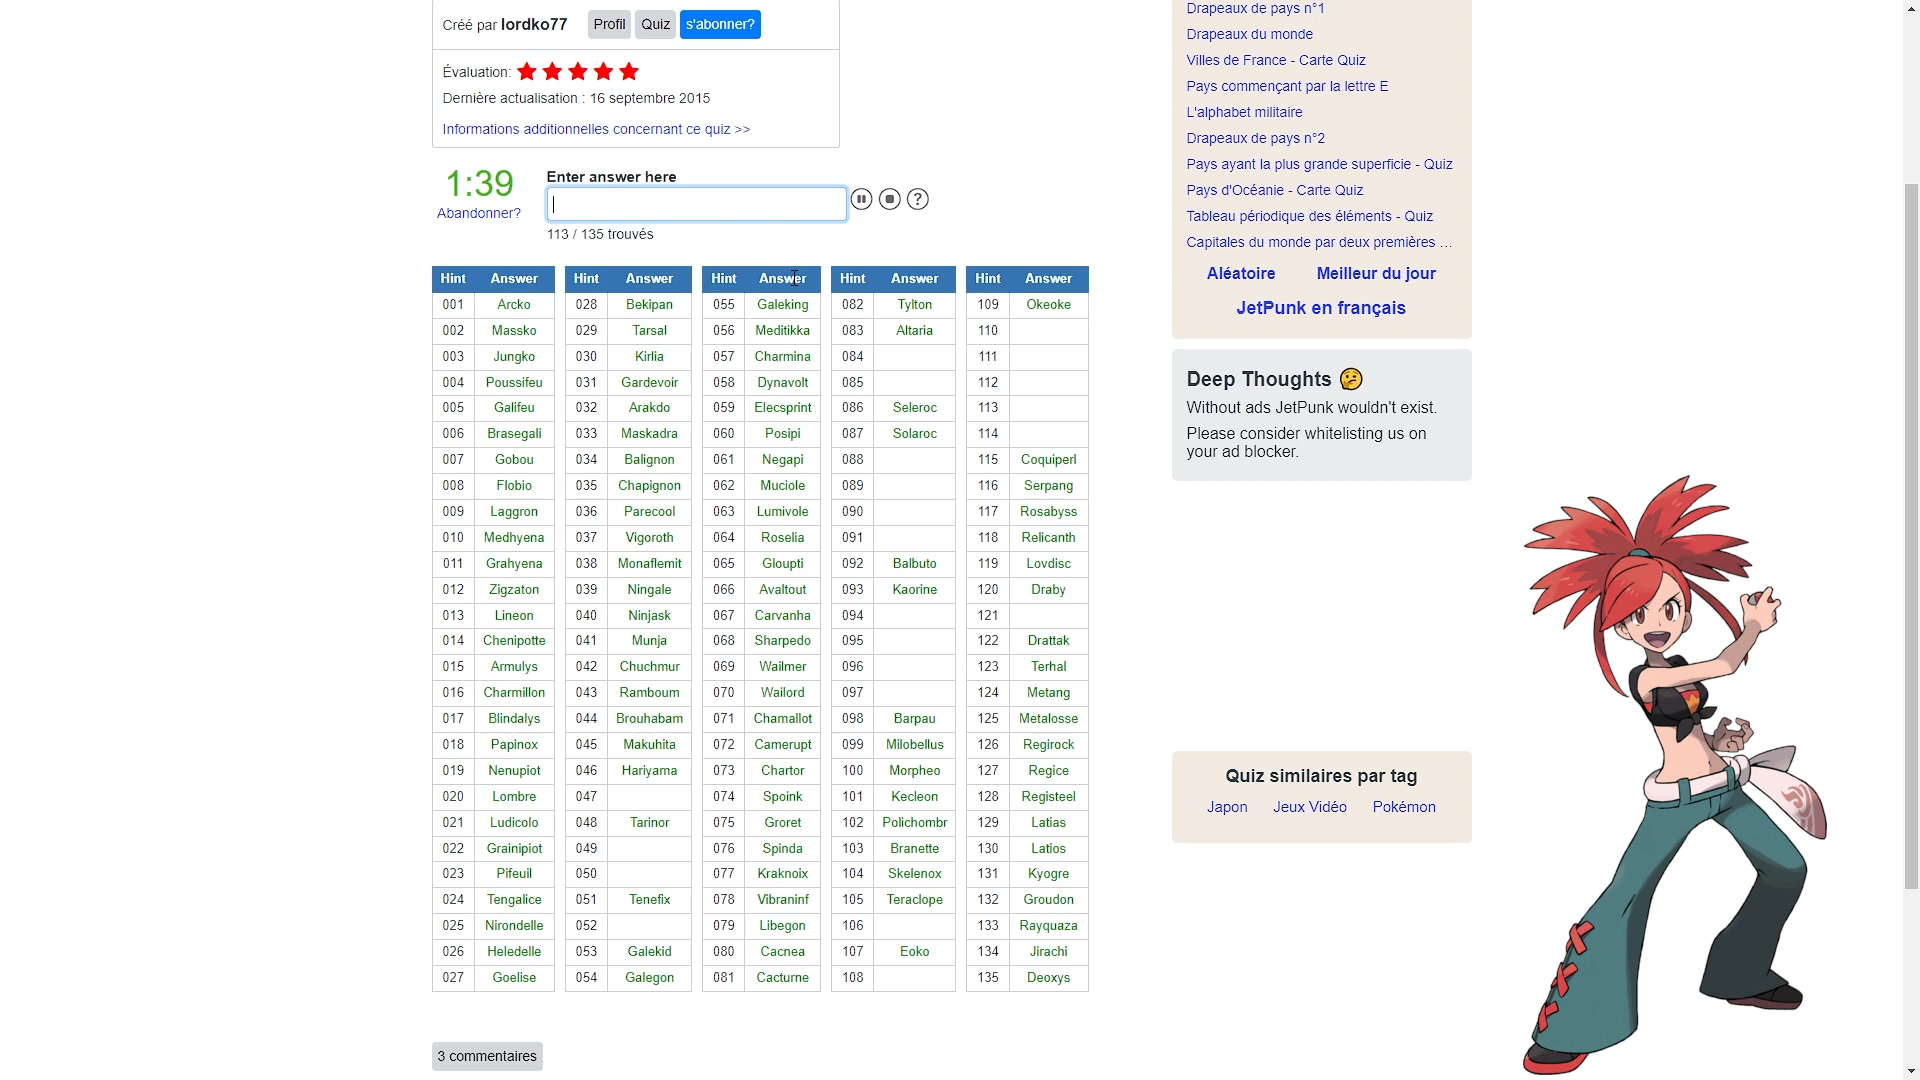 Créé par lordko77 Profil Quiz s'abonner?
Évaluation:
Dernière actualisation : 16 septembre 2015
Informations additionnelles concernant ce quiz >>
1:39
Abandonner?
Enter answer here
113 / 135 trouvés
Hint Answer Hint Answer Hint Answer Hint Answer Hint Answer
001 Arcko 028 Bekipan 055 Galeking 082 Tylton 109 Okeoke
002 Massko 029 Tarsal 056 Meditikka 083 Altaria 110
003 Jungko 030 Kirlia 057 Charmina 084 111
004 Poussifeu 031 Gardevoir 058 Dynavolt 085 112
005 Galifeu 032 Arakdo 059 Elecsprint 086 Seleroc 113
006 Brasegali 033 Maskadra 060 Posipi 087 Solaroc 114
007 Gobou 034 Balignon 061 Negapi 088 115 Coquiperl
008 Flobio 035 Chapignon 062 Muciole 089 116 Serpang
009 Laggron 036 Parecool 063 Lumivole 090 117 Rosabyss
010 Medhyena 037 Vigoroth 064 Roselia 091 118 Relicanth
011 Grahyena 038 Monaflemit 065 Gloupti 092 Balbuto 119 Lovdisc
012 Zigzaton 039 Ningale 066 Avaltout 093 Kaorine 120 Draby
013 Lineon 040 Ninjask 067 Carvanha 094 121
014 Chenipotte 041 Munja 068 Sharpedo 095 122 Drattak
015 Armulys 042 Chuchmur 069 Wailmer 096 123 Terhal
016 Charmillon 043 Ramboum 070 Wailord 097 124 Metang
017 Blindalys 044 Brouhabam 071 Chamallot 098 Barpau 125 Metalosse
018 Papinox 045 Makuhita 072 Camerupt 099 Milobellus 126 Regirock
019 Nenupiot 046 Hariyama 073 Chartor 100 Morpheo 127 Regice
020 Lombre 047 074 Spoink 101 Kecleon 128 Registeel
021 Ludicolo 048 Tarinor 075 Groret 102 Polichombr 129 Latias
022 Grainipiot 049 076 Spinda 103 Branette 130 Latios
023 Pifeuil 050 077 Kraknoix 104 Skelenox 131 Kyogre
024 Tengalice 051 Tenefix 078 Vibraninf 105 Teraclope 132 Groudon
025 Nirondelle 052 079 Libegon 106 133 Rayquaza
026 Heledelle 053 Galekid 080 Cacnea 107 Eoko 134 Jirachi
027 Goelise 054 Galegon 081 Cacturne 108 135 Deoxys
3 commentaires
Drapeaux de pays n°1
Drapeaux du monde
Villes de France - Carte Quiz
Pays commençant par la lettre E
L'alphabet militaire
Drapeaux de pays n°2
Pays ayant la plus grande superficie - Quiz
Pays d'Océanie - Carte Quiz
Tableau périodique des éléments - Quiz
Capitales du monde par deux premières ...
Aléatoire Meilleur du jour
JetPunk en français
Deep Thoughts
Without ads JetPunk wouldn't exist.
Please consider whitelisting us on
your ad blocker.
Quiz similaires par tag
Japon Jeux Vidéo Pokémon